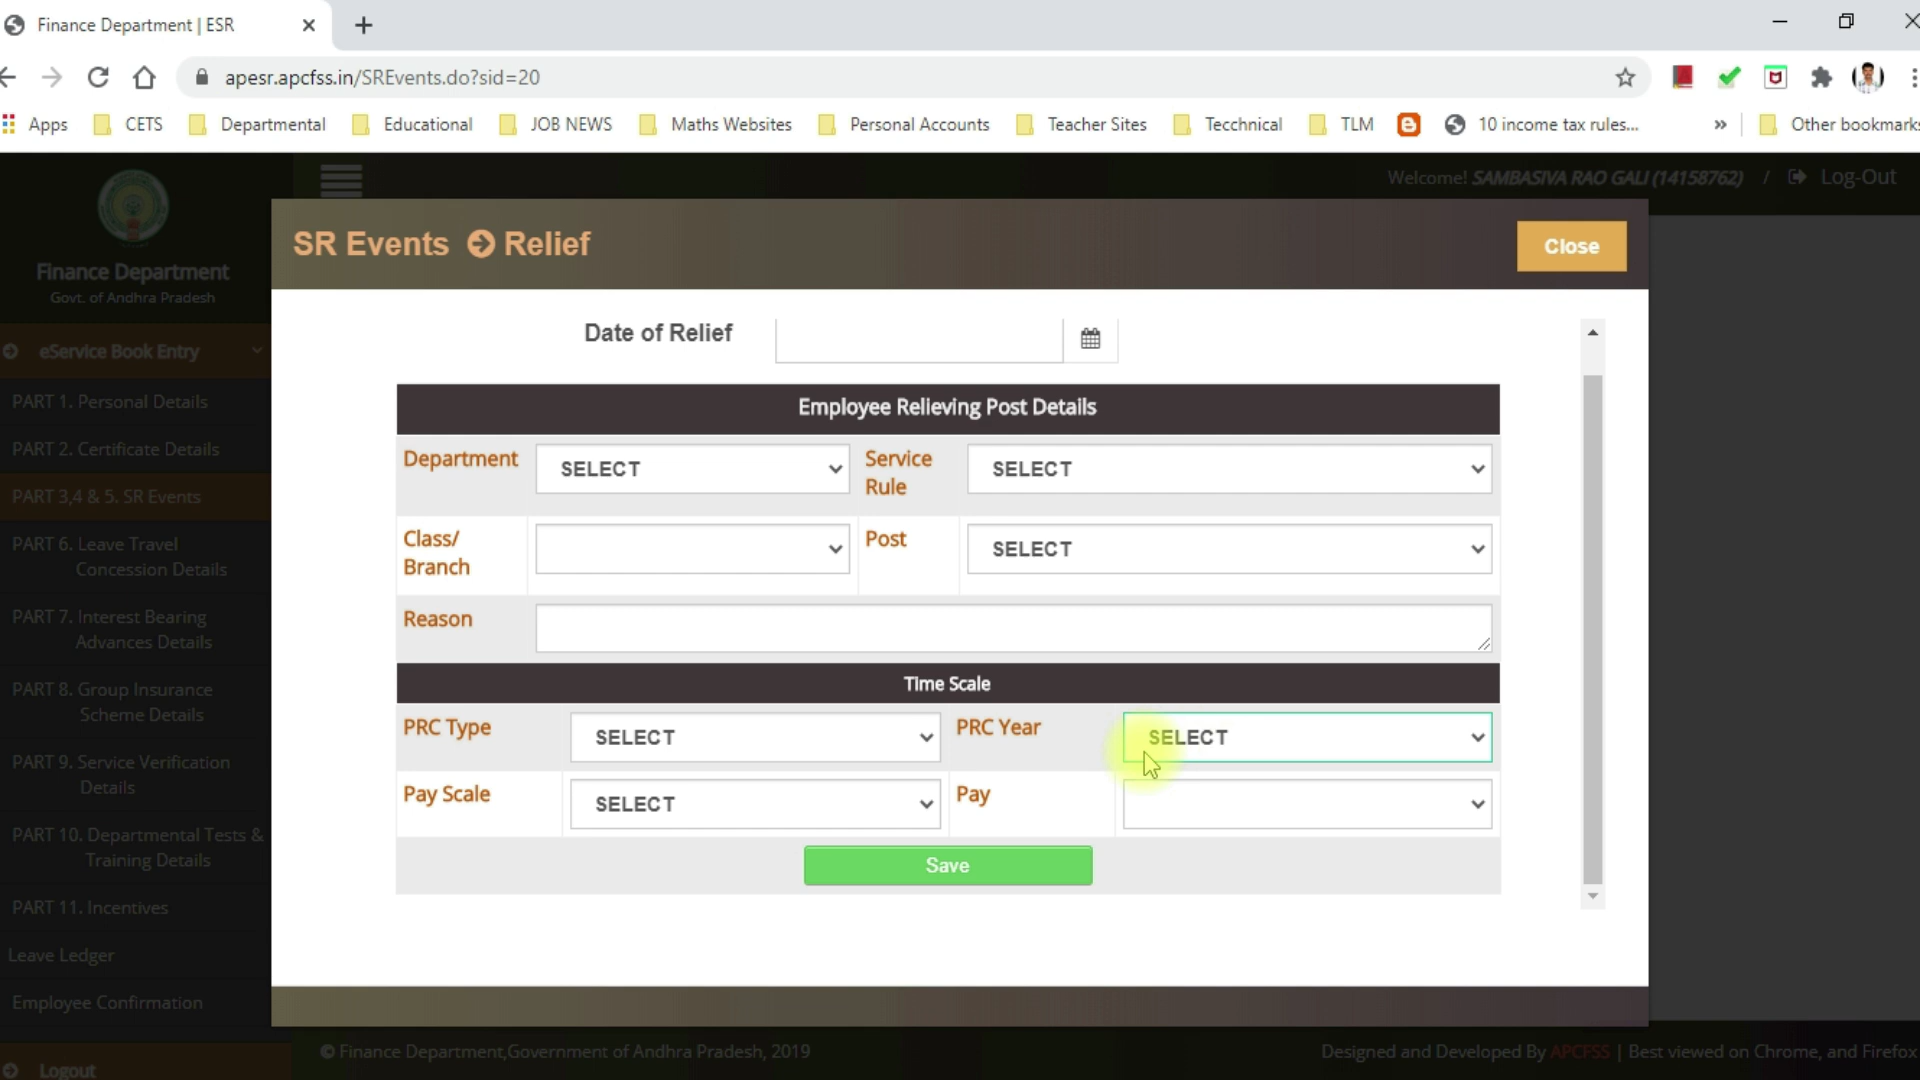 Finance Department | ESR
apesr.apcfss.in/SREvents.do?sid=20
Apps CETS Departmental Educational JOB NEWS Maths Websites Personal Accounts Teacher Sites Tecchnical TLM 10 income tax rules... » Other bookmarks
Welcome! SAMBASIVA RAO GALI (14158762) / Log-Out
Finance Department
Govt. of Andhra Pradesh
eService Book Entry
PART 1. Personal Details
PART 2. Certificate Details
PART 3,4 & 5. SR Events
PART 6. Leave Travel
Concession Details
PART 7. Interest Bearing
Advances Details
PART 8. Group Insurance
Scheme Details
PART 9. Service Verification
Details
PART 10. Departmental Tests &
Training Details
PART 11. Incentives
Leave Ledger
Employee Confirmation
Logout
SR Events Relief
Close
Date of Relief
Employee Relieving Post Details
Department SELECT Service
Rule SELECT
Class/
Branch
Post SELECT
Reason
Time Scale
PRC Type SELECT PRC Year SELECT
Pay Scale SELECT Pay
Save
© Finance Department,Government of Andhra Pradesh, 2019
Designed and Developed By APCFSS | Best viewed on Chrome, and Firefox